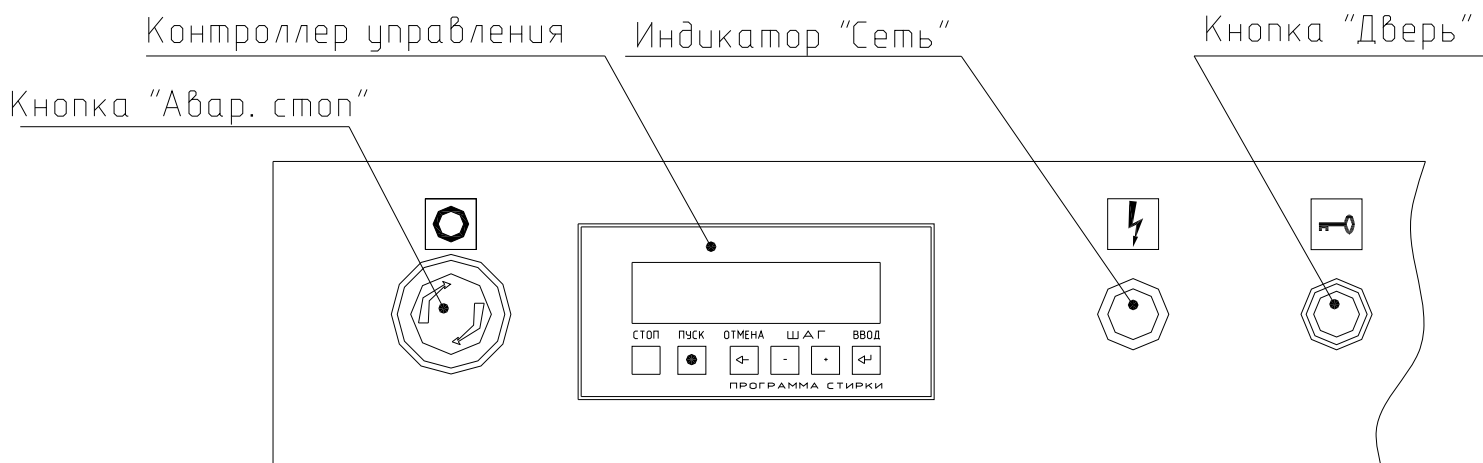 Контроллер управления
Индикатор "Сеть"
Кнопка "Дверь"
Кнопка "Авар. стоп"
СТОП ПУСК ОТМЕНА ШАГ ВВОД
- +
ПРОГРАММА СТИРКИ